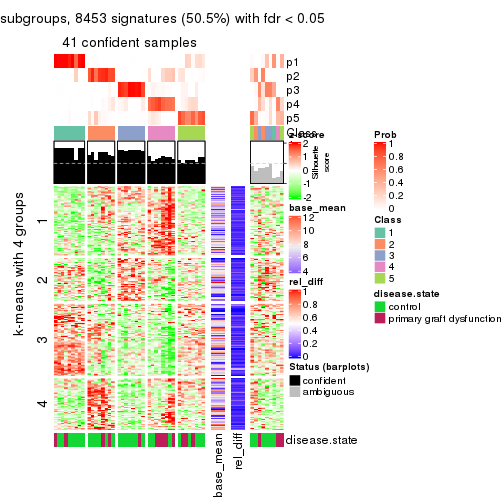 subgroups, 8453 signatures (50.5%) with fdr < 0.05
41 confident samples
p1
p2
p3
p4
p5
Class
Silhouette
score
k-means with 4 groups
1
2
3
4
base_mean
rel_diff
disease.state
z-score
2
1
0
-1
-2
base_mean
12
10
8
6
4
rel_diff
1
0.8
0.6
0.4
0.2
0
Status (barplots)
confident
ambiguous
Prob
1
0.8
0.6
0.4
0.2
0
Class
1
2
3
4
5
disease.state
control
primary graft dysfunction